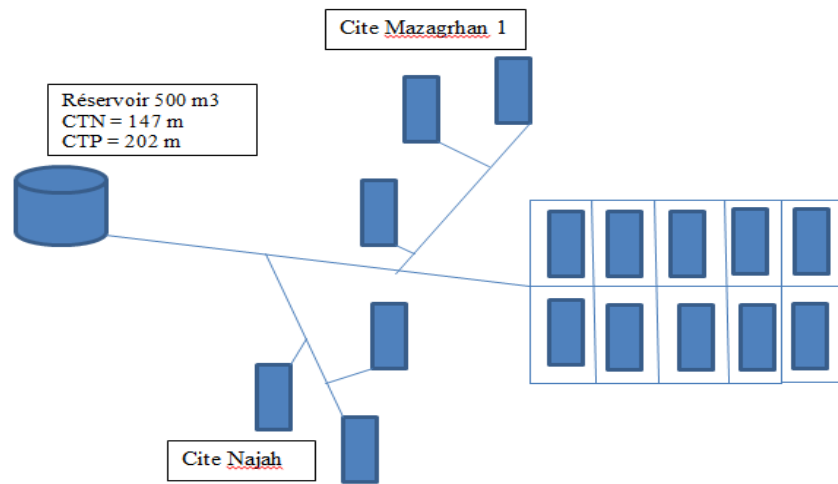 Cite Mazagrhan 1
Réservoir 500 m3
CTN = 147 m
CTP = 202 m
Cite Najah